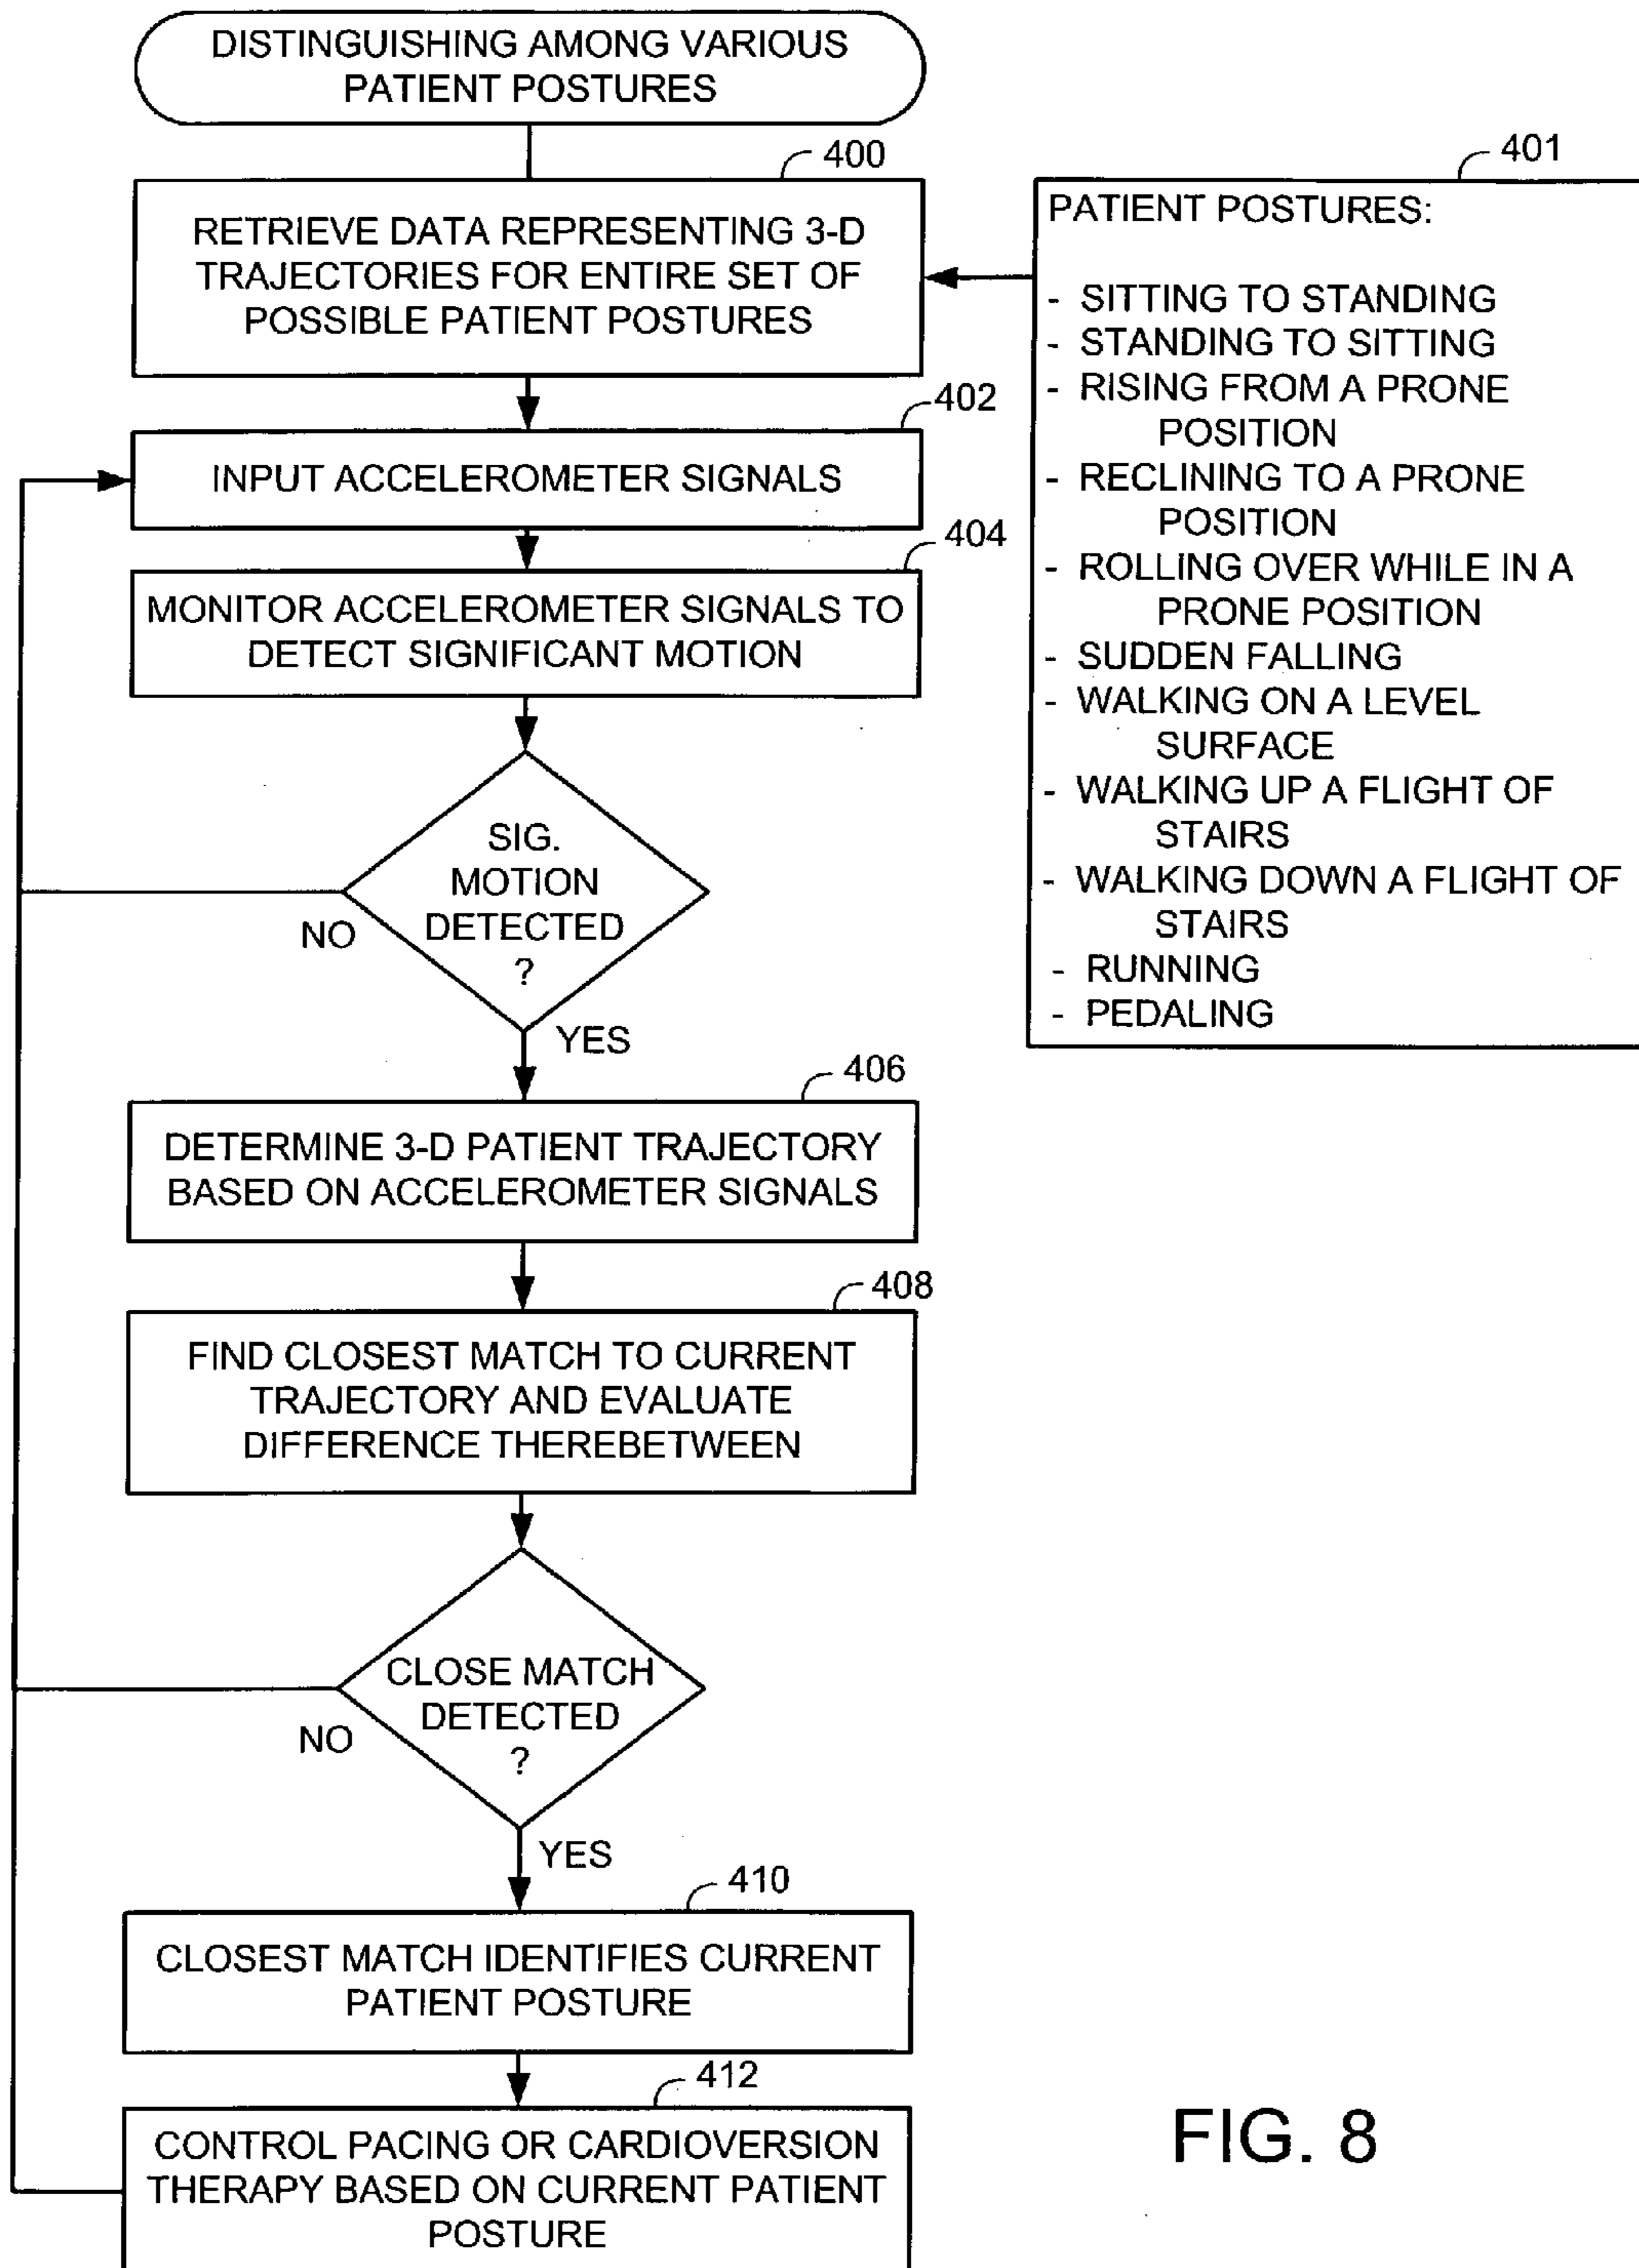 DISTINGUISHING AMONG VARIOUS
PATIENT POSTURES
400
RETRIEVE DATA REPRESENTING 3-D
TRAJECTORIES FOR ENTIRE SET OF
POSSIBLE PATIENT POSTURES
401
PATIENT POSTURES:
- SITTING TO STANDING
- STANDING TO SITTING
- RISING FROM A PRONE
POSITION
- RECLINING TO A PRONE
POSITION
- ROLLING OVER WHILE IN A
PRONE POSITION
- SUDDEN FALLING
- WALKING ON A LEVEL
SURFACE
- WALKING UP A FLIGHT OF
STAIRS
- WALKING DOWN A FLIGHT OF
STAIRS
- RUNNING
- PEDALING
402
INPUT ACCELEROMETER SIGNALS
404
MONITOR ACCELEROMETER SIGNALS TO
DETECT SIGNIFICANT MOTION
SIG.
MOTION
DETECTED
?
NO
YES
406
DETERMINE 3-D PATIENT TRAJECTORY
BASED ON ACCELEROMETER SIGNALS
408
FIND CLOSEST MATCH TO CURRENT
TRAJECTORY AND EVALUATE
DIFFERENCE THEREBETWEEN
CLOSE MATCH
DETECTED
?
NO
YES
410
CLOSEST MATCH IDENTIFIES CURRENT
PATIENT POSTURE
412
CONTROL PACING OR CARDIOVERSION
THERAPY BASED ON CURRENT PATIENT
POSTURE
FIG. 8